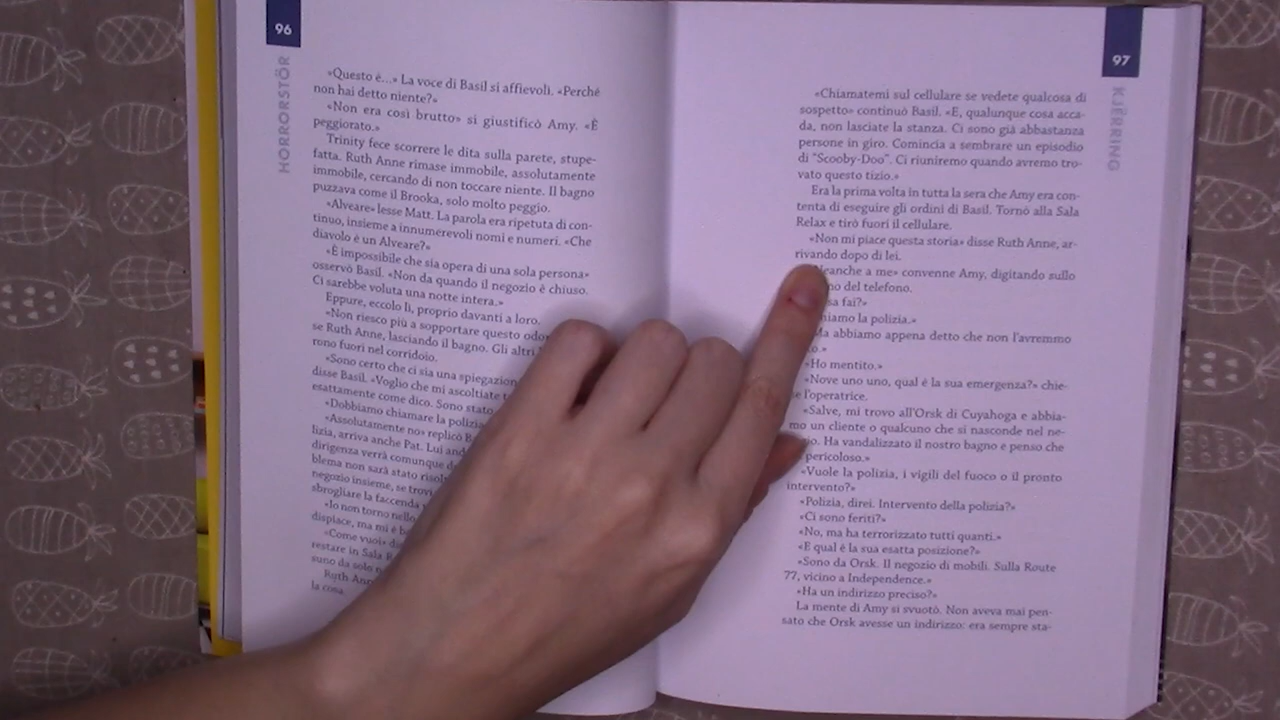 96
HORRORSTÖR
«Questo è...» La voce di Basil si affievolì. «Perché
non hai detto niente?»
«Non era così brutto» si giustificò Amy. «È
peggiorato.»
Trinity fece scorrere le dita sulla parete, stupe-
fatta. Ruth Anne rimase immobile, assolutamente
immobile, cercando di non toccare niente. Il bagno
puzzava come il Brooka, solo molto peggio.
«Alveare» lesse Matt. La parola era ripetuta di con-
tinuo, insieme a innumerevoli nomi e numeri. «Che
diavolo è un Alveare?»
«È impossibile che sia opera di una sola persona»
osservò Basil. «Non da quando il negozio è chiuso.
Ci sarebbe voluta una notte intera.»
Eppure, eccolo lì, proprio davanti a loro.
«Non riesco più a sopportare questo
se Ruth Anne, lasciando il bagno. Gli altri
rono fuori nel corridoio.
«Sono certo che ci sia una
disse Basil. «Voglio che mi ascoltiate
esattamente come dico. Sono stato
«Dobbiamo chiamare la
«Assolutamente no» replicò
lizia, arriva anche Pat. Lui
dirigenza verrà comunque
blema non sarà stato
negozio insieme, se
sbrogliare la faccenda
«Io non torno
dispiace, ma mi è
«Come vuoi»
restare in Sala
suno da solo
Ruth
la cosa.
97
KJËRRING
«Chiamatemi sul cellulare se vedete qualcosa di
sospetto» continuò Basil. «E, qualunque cosa acca-
da, non lasciate la stanza. Ci sono già abbastanza
persone in giro. Comincia a sembrare un episodio
di "Scooby-Doo". Ci riuniremo quando avremo tro-
vato questo tizio.»
Era la prima volta in tutta la sera che Amy era con-
tenta di eseguire gli ordini di Basil. Tornò alla Sala
Relax e tirò fuori il cellulare.
«Non mi piace questa storia» disse Ruth Anne, ar-
rivando dopo di lei.
«Neanche a me» convenne Amy, digitando sullo
del telefono.
fai?»
la polizia.»
«Ma abbiamo appena detto che non l'avremmo
«Ho mentito.»
«Nove uno uno, qual è la sua emergenza?» chie-
l'operatrice.
«Salve, mi trovo all'Orsk di Cuyahoga e abbia-
mo un cliente o qualcuno che si nasconde nel ne-
Ha vandalizzato il nostro bagno e penso che
pericoloso.»
«Vuole la polizia, i vigili del fuoco o il pronto
intervento?»
«Polizia, direi. Intervento della polizia?»
«Ci sono feriti?»
«No, ma ha terrorizzato tutti quanti.»
«E qual è la sua esatta posizione?»
«Sono da Orsk. Il negozio di mobili. Sulla Route
77, vicino a Independence.»
«Ha un indirizzo preciso?»
La mente di Amy si svuotò. Non aveva mai pen-
sato che Orsk avesse un indirizzo: era sempre sta-